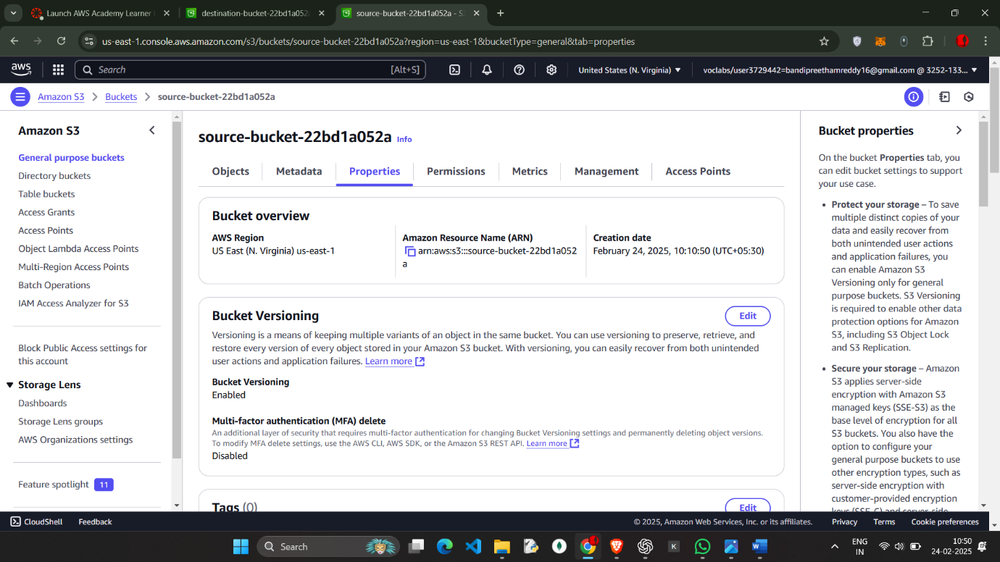 Launch AWS Academy Learner
destination-bucket-22bd1a052a
source-bucket-22bd1a052a - S3
us-east-1.console.aws.amazon.com/s3/buckets/source-bucket-22bd1a052a?region=us-east-1&bucketType=general&tab=properties
aws
Search
[Alt+S]
United States (N. Virginia)
voclabs/user3729442=bandipreethamreddy16@gmail.com @ 3252-133...
Amazon S3
Buckets
source-bucket-22bd1a052a
Amazon S3
General purpose buckets
Directory buckets
Table buckets
Access Grants
Access Points
Object Lambda Access Points
Multi-Region Access Points
Batch Operations
IAM Access Analyzer for S3
Block Public Access settings for
this account
Storage Lens
Dashboards
Storage Lens groups
AWS Organizations settings
Feature spotlight 11
source-bucket-22bd1a052a Info
Objects
Metadata
Properties
Permissions
Metrics
Management
Access Points
Bucket overview
AWS Region
US East (N. Virginia) us-east-1
Amazon Resource Name (ARN)
arn:aws:s3:::source-bucket-22bd1a052
a
Creation date
February 24, 2025, 10:10:50 (UTC+05:30)
Bucket Versioning
Edit
Versioning is a means of keeping multiple variants of an object in the same bucket. You can use versioning to preserve, retrieve, and
restore every version of every object stored in your Amazon S3 bucket. With versioning, you can easily recover from both unintended
user actions and application failures. Learn more
Bucket Versioning
Enabled
Multi-factor authentication (MFA) delete
An additional layer of security that requires multi-factor authentication for changing Bucket Versioning settings and permanently deleting object versions.
To modify MFA delete settings, use the AWS CLI, AWS SDK, or the Amazon S3 REST API. Learn more
Disabled
Tags (0)
Edit
Bucket properties
On the bucket Properties tab, you
can edit bucket settings to support
your use case.
• Protect your storage – To save
multiple distinct copies of your
data and easily recover from
both unintended user actions
and application failures, you
can enable Amazon S3
Versioning only for general
purpose buckets. S3 Versioning
is required to enable other data
protection options for Amazon
S3, including S3 Object Lock
and S3 Replication.
• Secure your storage – Amazon
S3 applies server-side
encryption with Amazon S3
managed keys (SSE-S3) as the
base level of encryption for all
S3 buckets. You also have the
option to configure your
general purpose buckets to use
other encryption types, such as
server-side encryption with
customer-provided encryption
keys (SSE-C) and server-side
CloudShell
Feedback
© 2025, Amazon Web Services, Inc. or its affiliates.
Privacy
Terms
Cookie preferences
Search
K
ENG
IN
10:50
24-02-2025